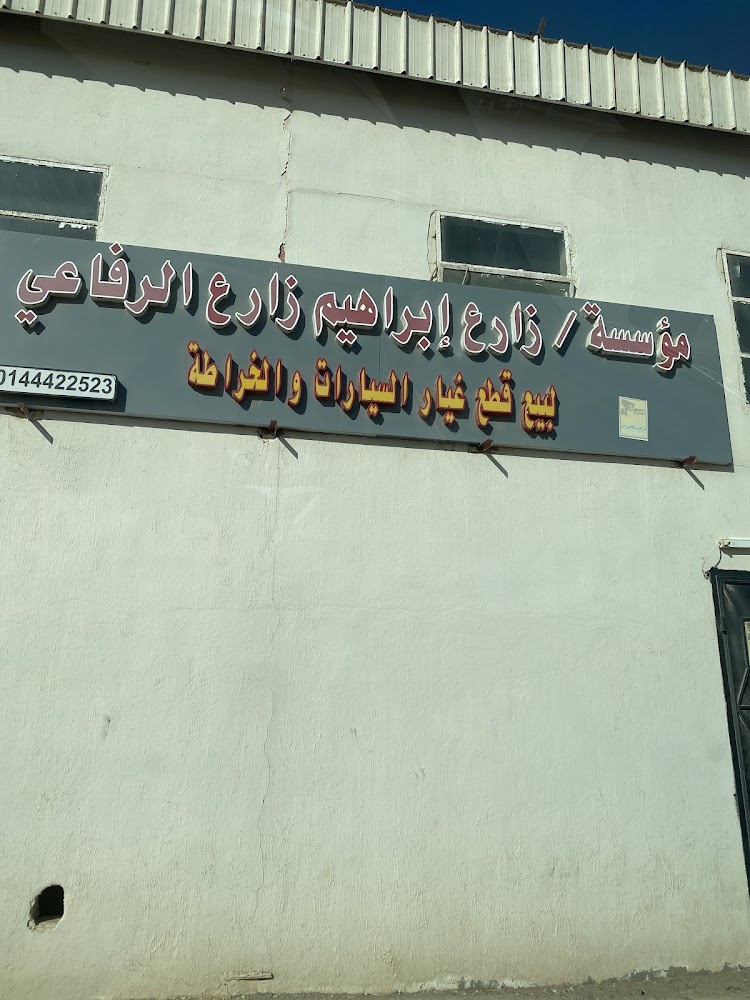 مؤسسة / زارع إبراهيم زارع الرفاعي
لبيع قطع غيار السيارات والخراطة
0144422523